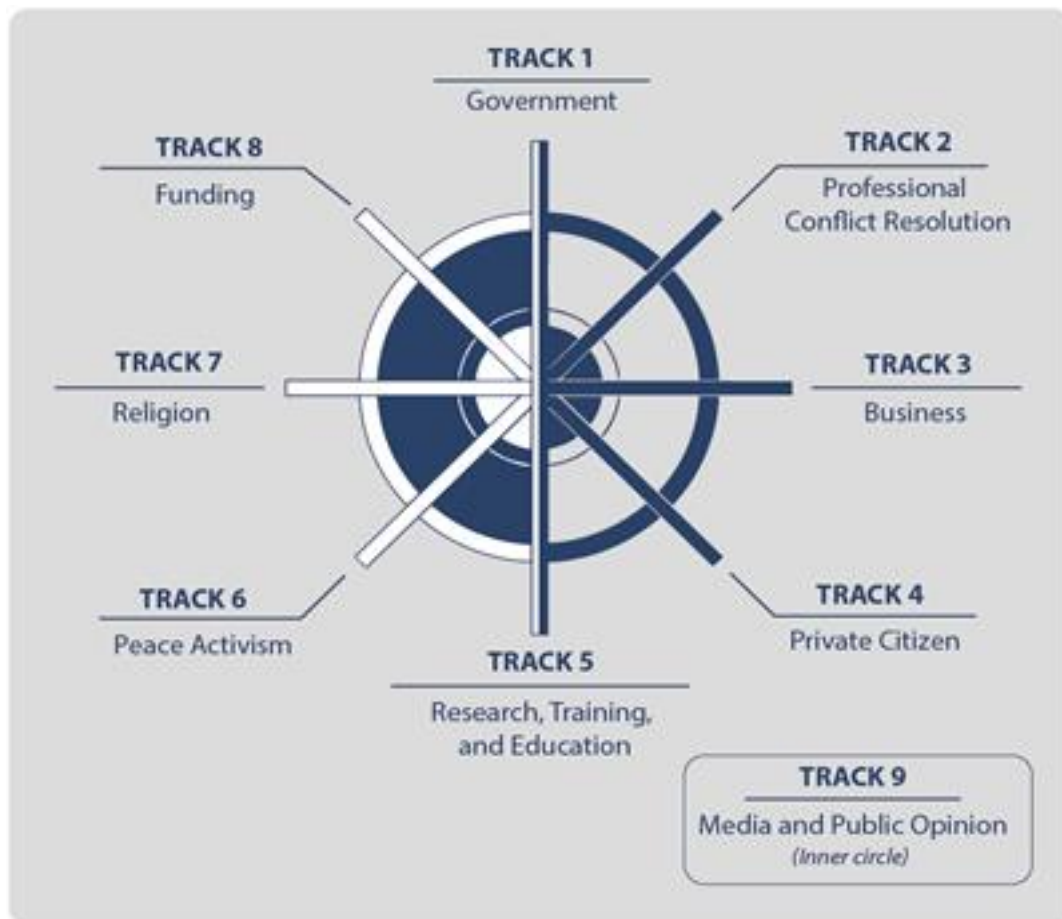 TRACK 1
Government
TRACK 2
Professional
Conflict Resolution
TRACK 3
Business
TRACK 4
Private Citizen
TRACK 5
Research, Training,
and Education
TRACK 6
Peace Activism
TRACK 7
Religion
TRACK 8
Funding
TRACK 9
Media and Public Opinion
(Inner circle)